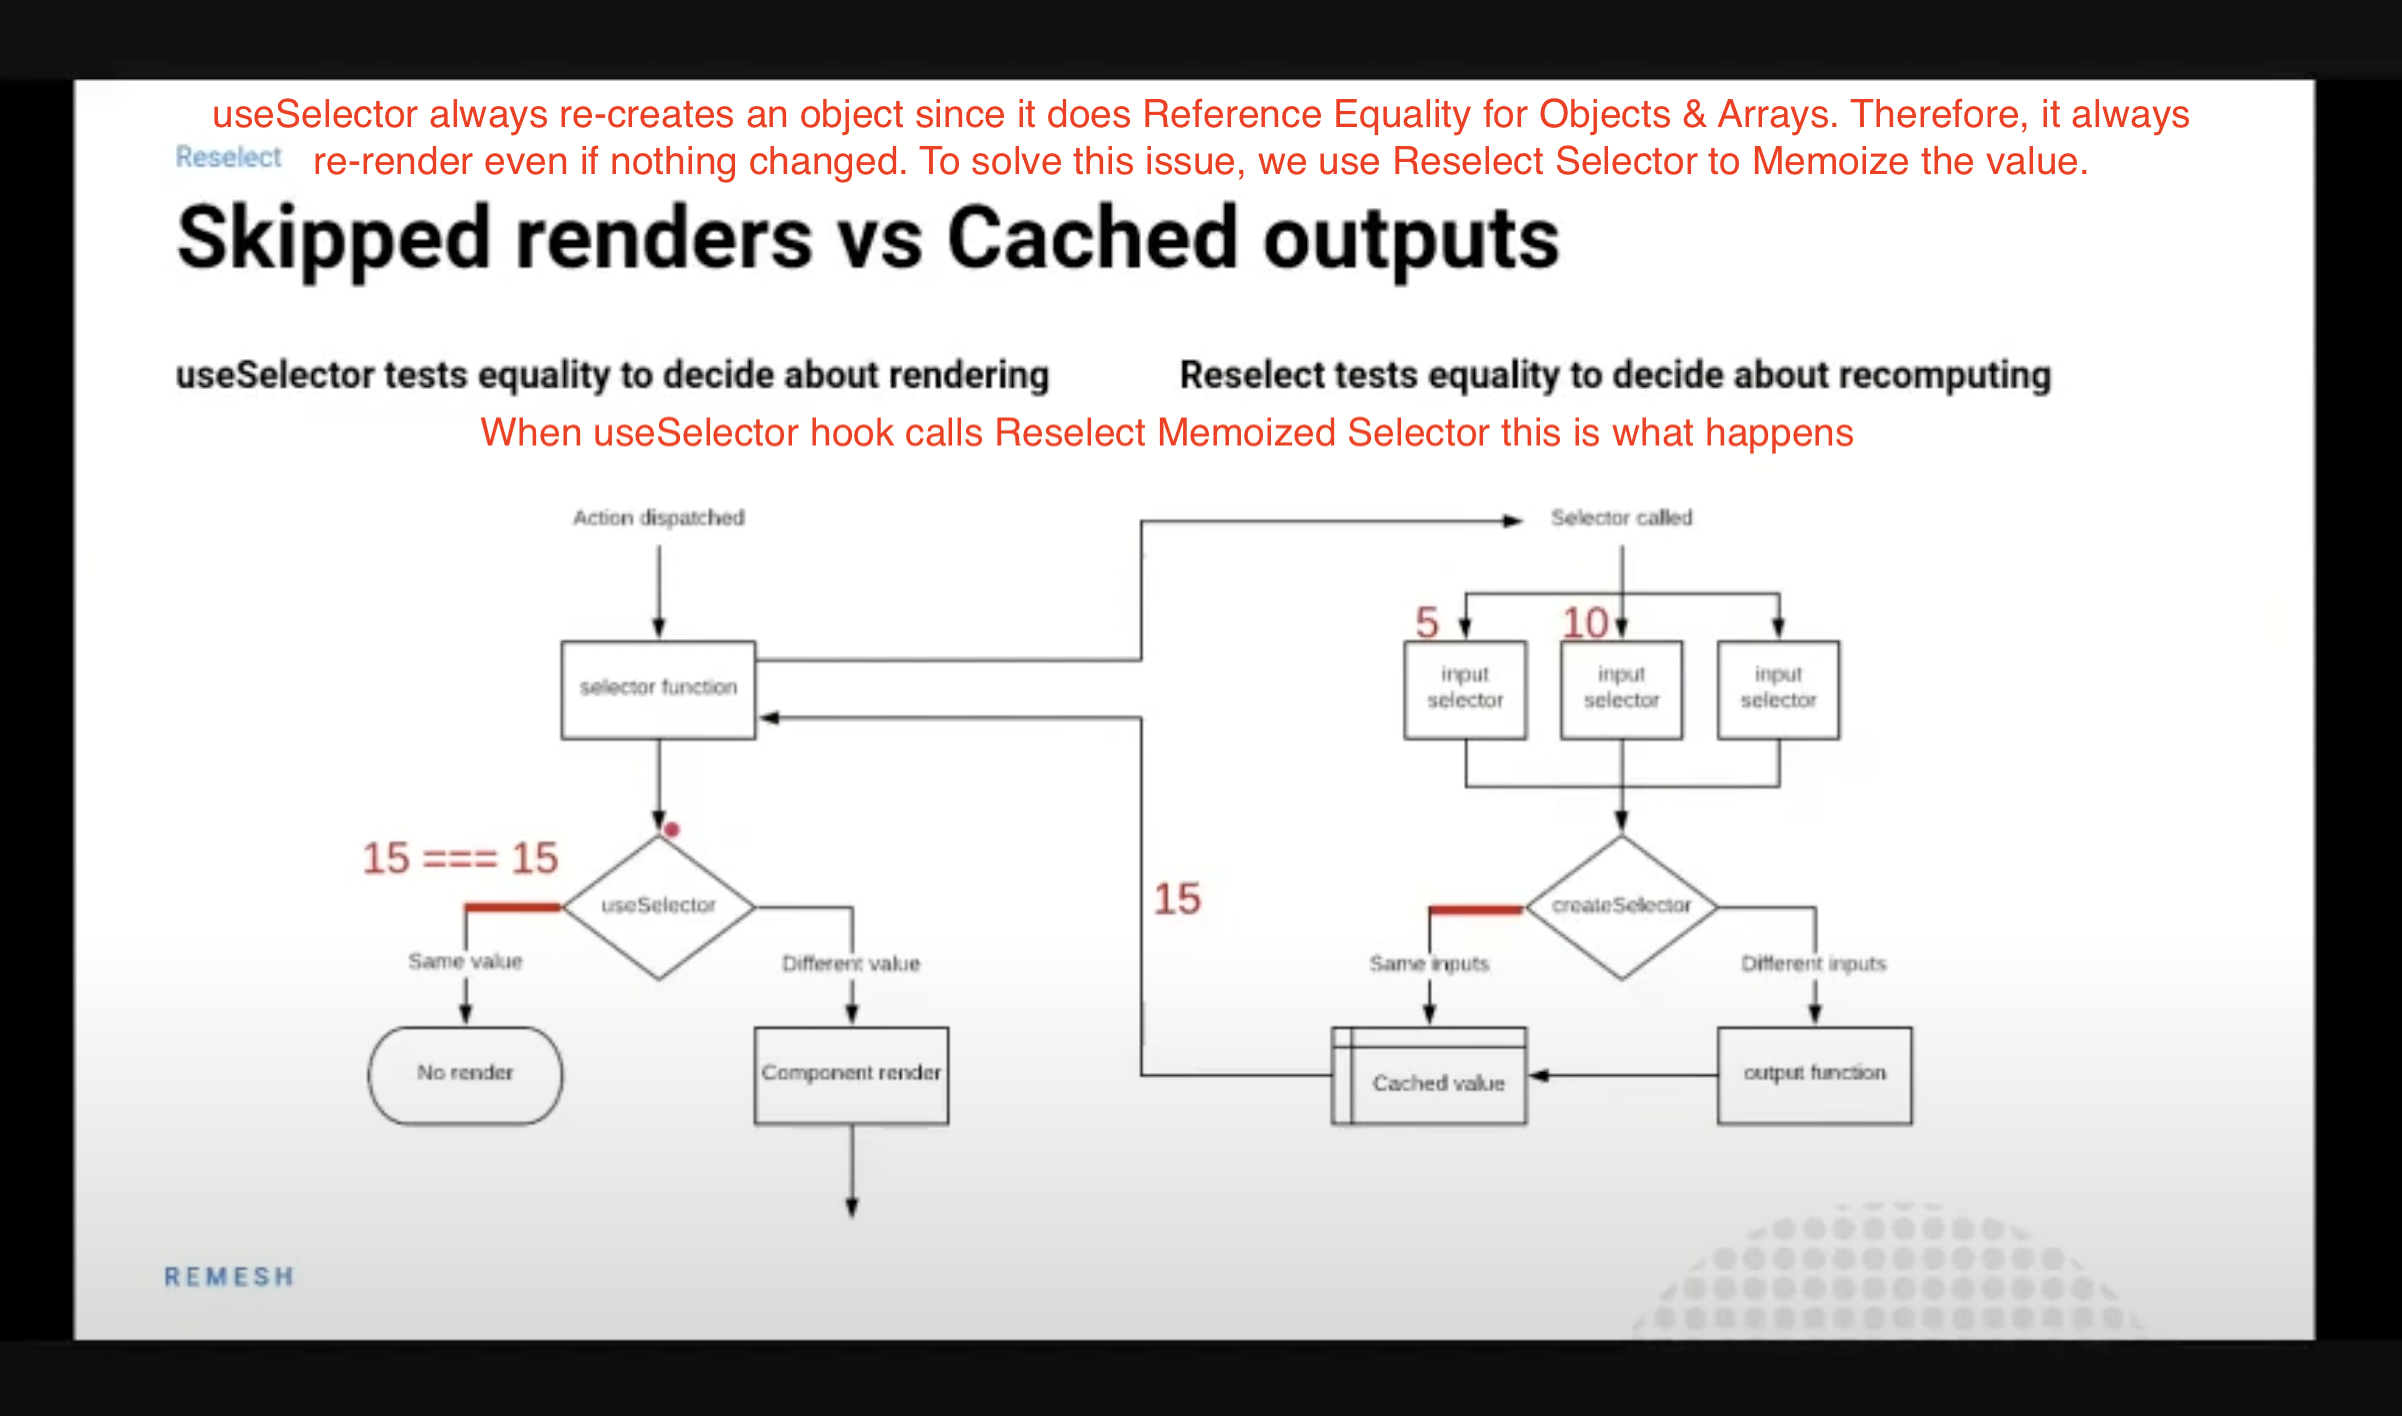 useSelector always re-creates an object since it does Reference Equality for Objects & Arrays. Therefore, it always
re-render even if nothing changed. To solve this issue, we use Reselect Selector to Memoize the value.
Reselect
Skipped renders vs Cached outputs
useSelector tests equality to decide about rendering
Reselect tests equality to decide about recomputing
When useSelector hook calls Reselect Memoized Selector this is what happens
Action dispatched
selector function
15 === 15
useSelector
Same value
Different value
No render
Component render
15
Selector called
5
10
input
selector
input
selector
input
selector
createSelector
Same inputs
Different inputs
Cached value
output function
REMESH